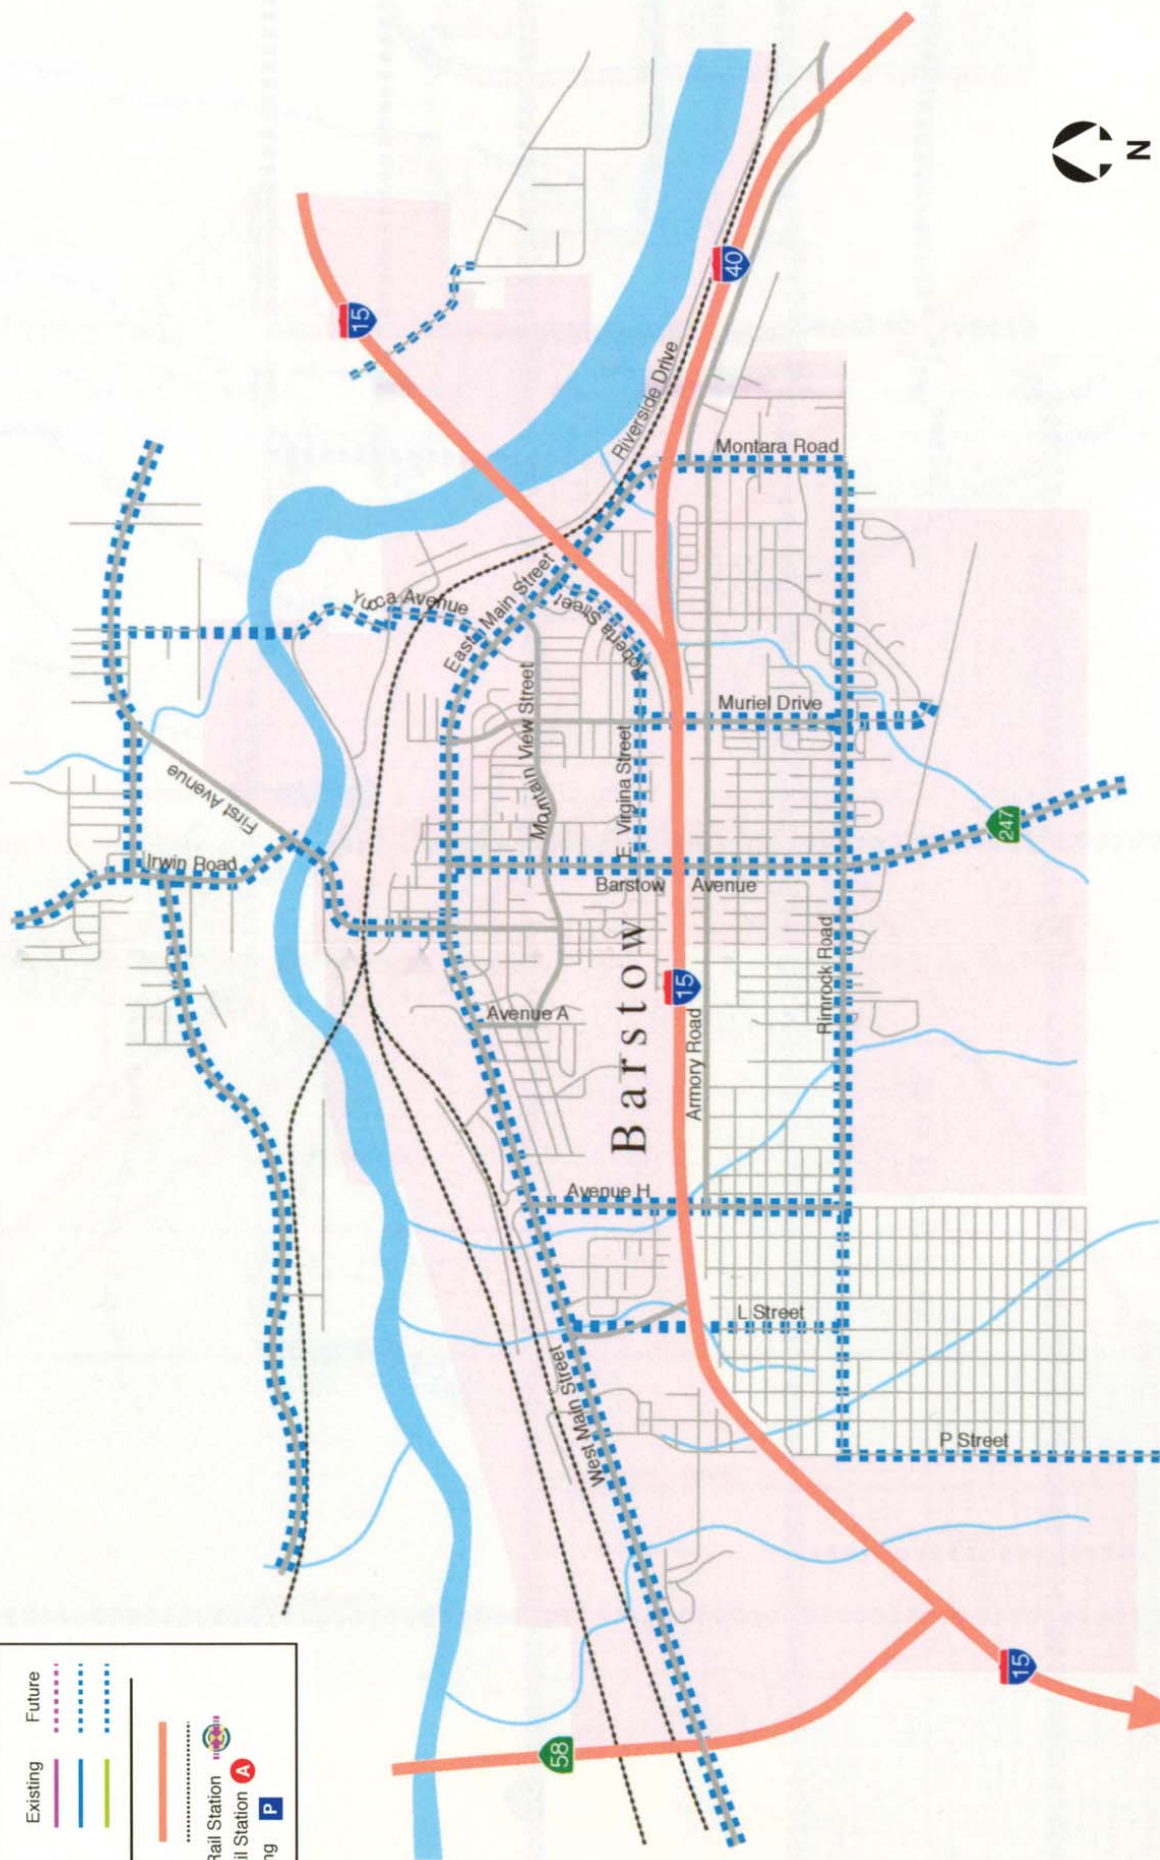 N
15
40
Riverside Drive
Montara Road
Yucca Avenue
East Main Street
Roberta Street
Mountain View Street
Muriel Drive
E. Virgina Street
First Avenue
Irwin Road
247
Barstow Avenue
Barstow
15
Rimrock Road
Avenue A
Armory Road
Avenue H
L Street
West Main Street
P Street
15
58
Existing Future
Rail Station
il Station A
ng P